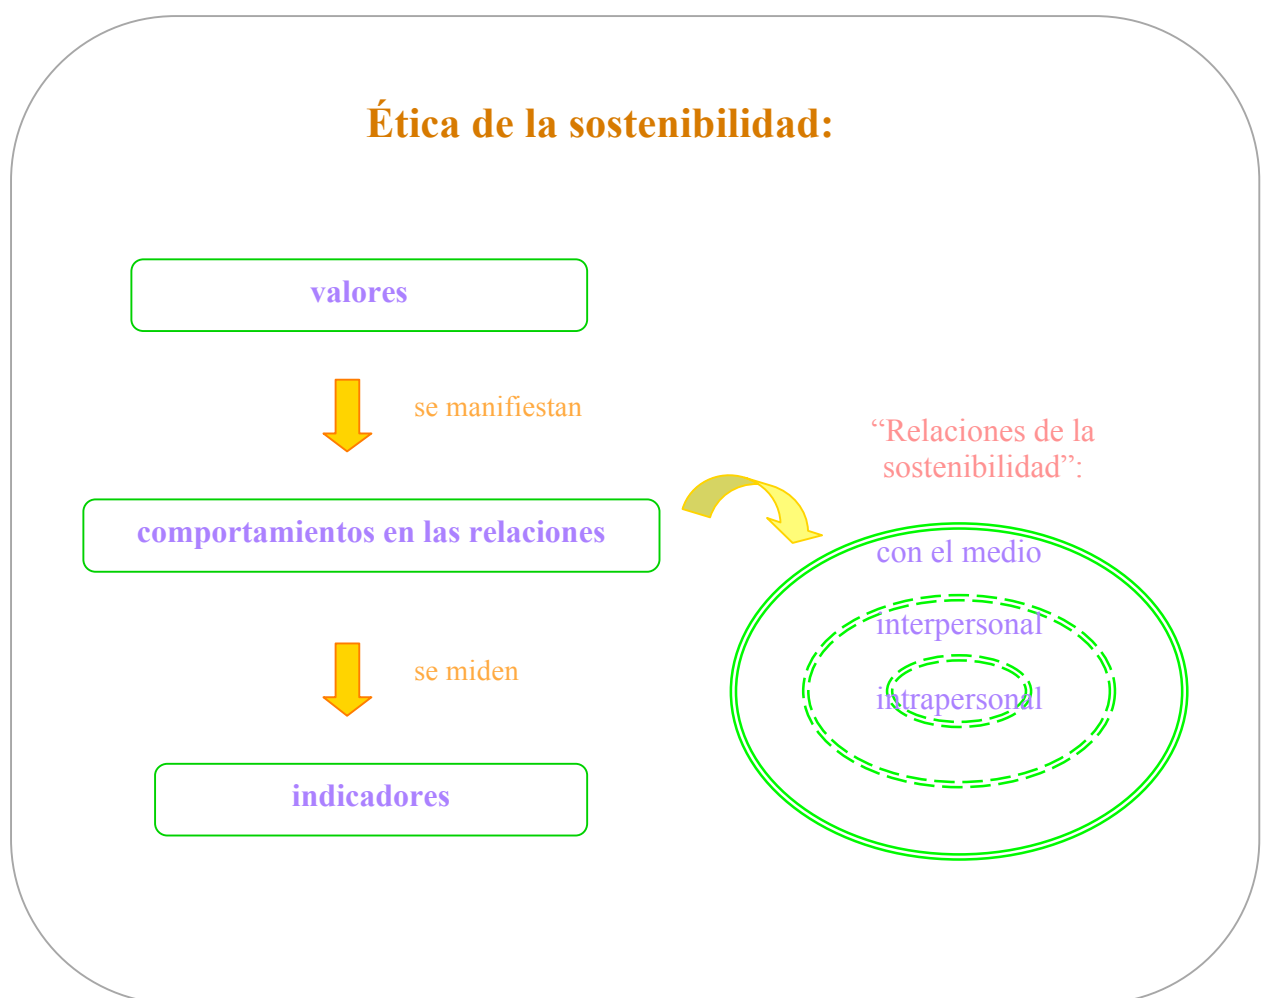 Ética de la sostenibilidad:
valores
se manifiestan
comportamientos en las relaciones
se miden
indicadores
“Relaciones de la
sostenibilidad”:
con el medio
interpersonal
intrapersonal